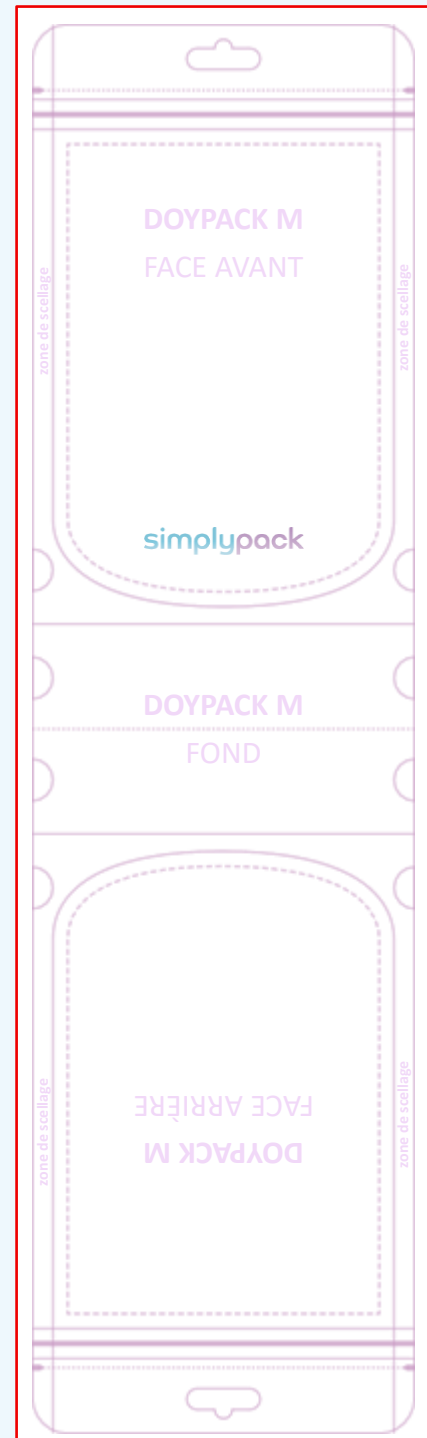 DOYPACK M
FACE AVANT
zone de scellage
zone de scellage
simplypack
DOYPACK M
FOND
DOYPACK M
FACE ARRIÈRE
zone de scellage
zone de scellage